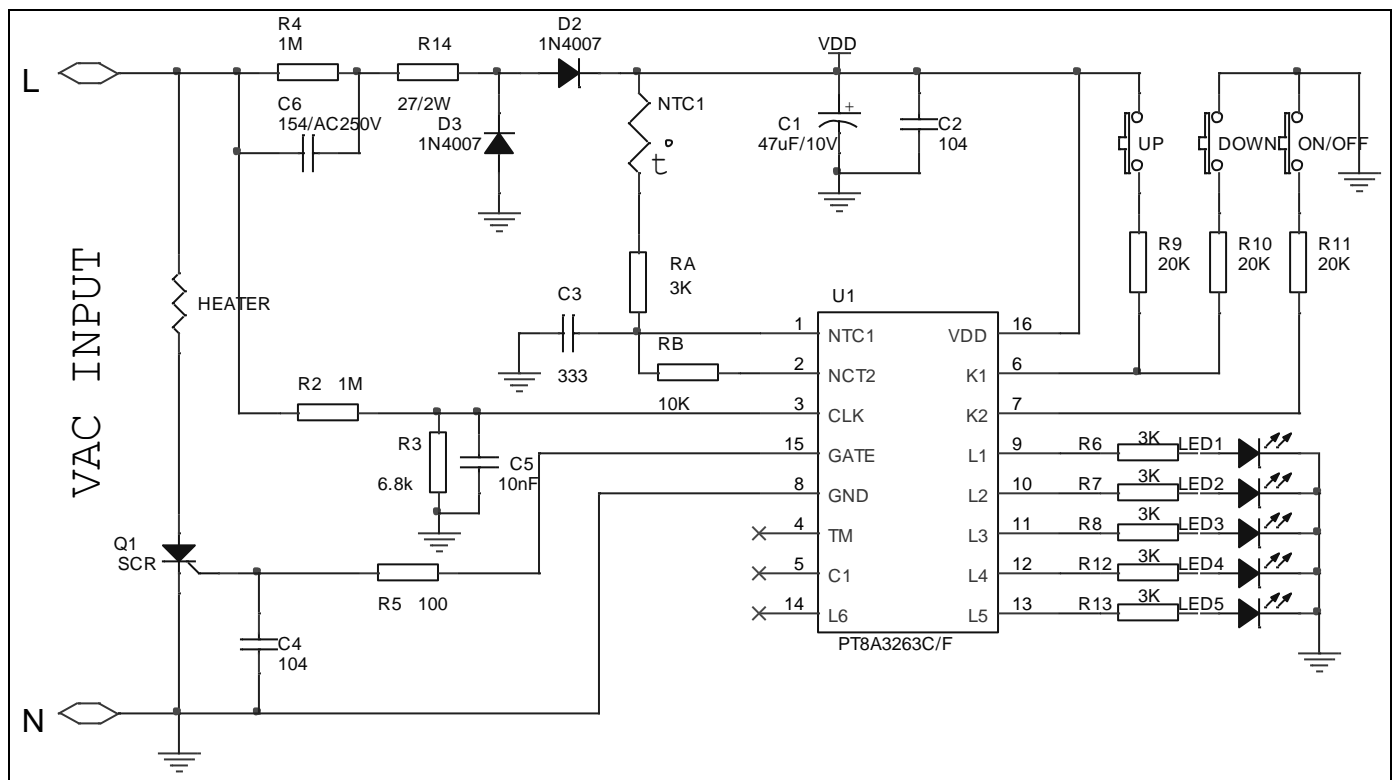 L
R4
1M
R14
D2
1N4007
VDD
C6
154/AC250V
27/2W
D3
1N4007
NTC1
t°
C1
47uF/10V
+
C2
104
UP
DOWN
ON/OFF
R9
20K
R10
20K
R11
20K
VAC INPUT
HEATER
RA
3K
C3
333
RB
10K
U1
1
NTC1
2
NCT2
3
CLK
15
GATE
8
GND
4
TM
5
C1
14
L6
VDD
16
K1
6
K2
7
L1
9
L2
10
L3
11
L4
12
L5
13
PT8A3263C/F
R2 1M
R3
6.8k
C5
10nF
R6
3K
LED1
R7
3K
LED2
R8
3K
LED3
R12
3K
LED4
R13
3K
LED5
Q1
SCR
R5 100
C4
104
N